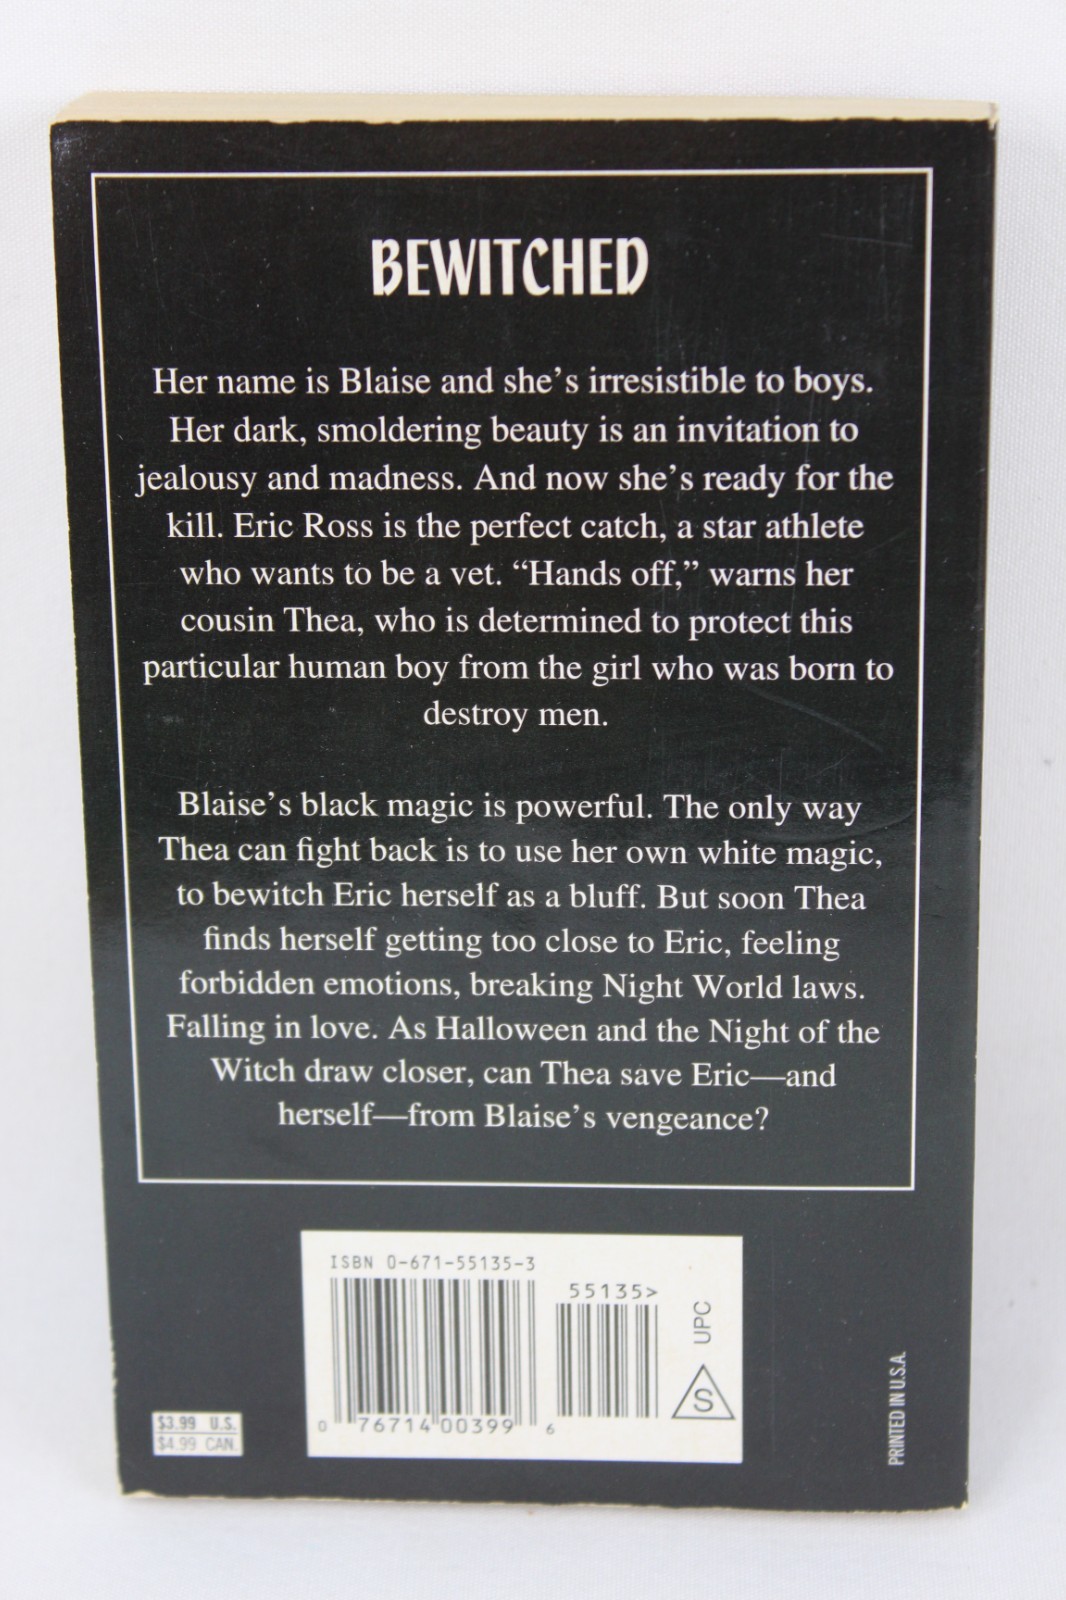 BEWITCHED
Her name is Blaise and she's irresistible to boys.
Her dark, smoldering beauty is an invitation to
jealousy and madness. And now she's ready for the
kill. Eric Ross is the perfect catch, a star athlete
who wants to be a vet. “Hands off,” warns her
cousin Thea, who is determined to protect this
particular human boy from the girl who was born to
destroy men.
Blaise's black magic is powerful. The only way
Thea can fight back is to use her own white magic,
to bewitch Eric herself as a bluff. But soon Thea
finds herself getting too close to Eric, feeling
forbidden emotions, breaking Night World laws.
Falling in love. As Halloween and the Night of the
Witch draw closer, can Thea save Eric—and
herself—from Blaise's vengeance?
ISBN 0-671-55135-3
55135>
0 76714 00399 6
UPC
S
$3.99 U.S.
$4.99 CAN.
PRINTED IN U.S.A.